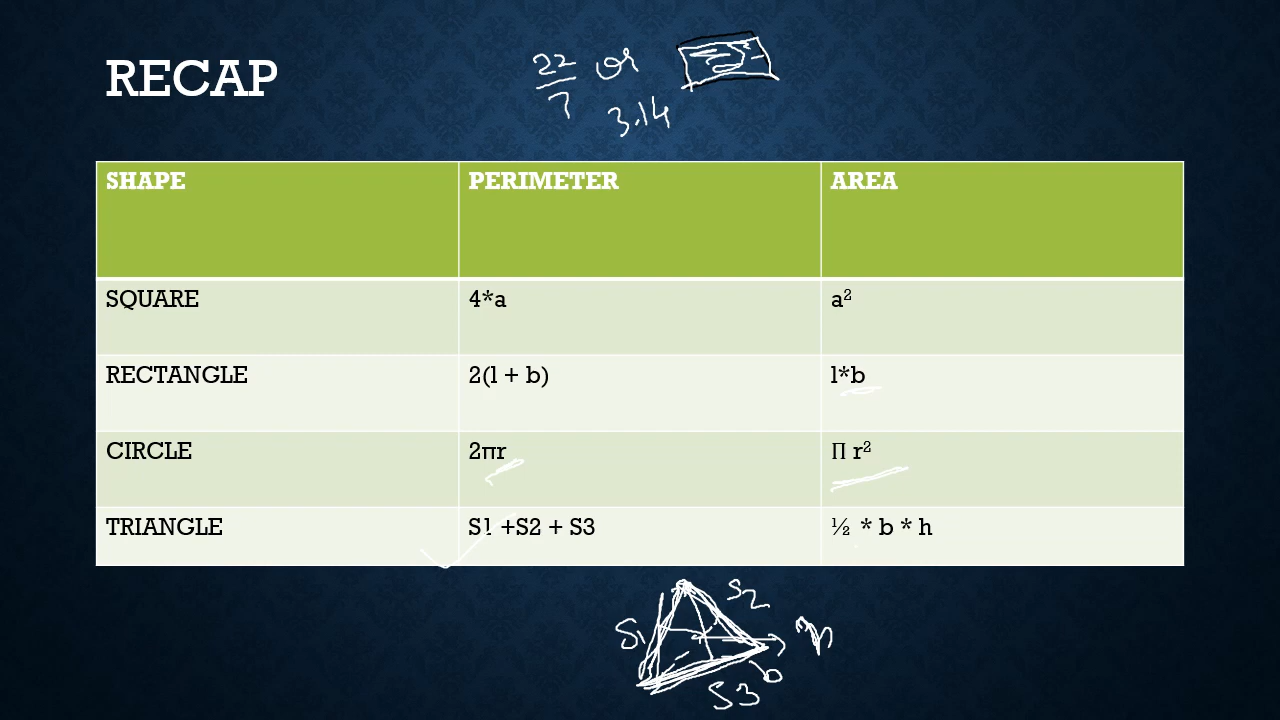 RECAP
22 or
7
3.14
SHAPE PERIMETER AREA
SQUARE 4*a a²
RECTANGLE 2(l + b) l*b
CIRCLE 2πr Π r²
TRIANGLE S1 +S2 + S3 ½ * b * h
S2
S1
S3